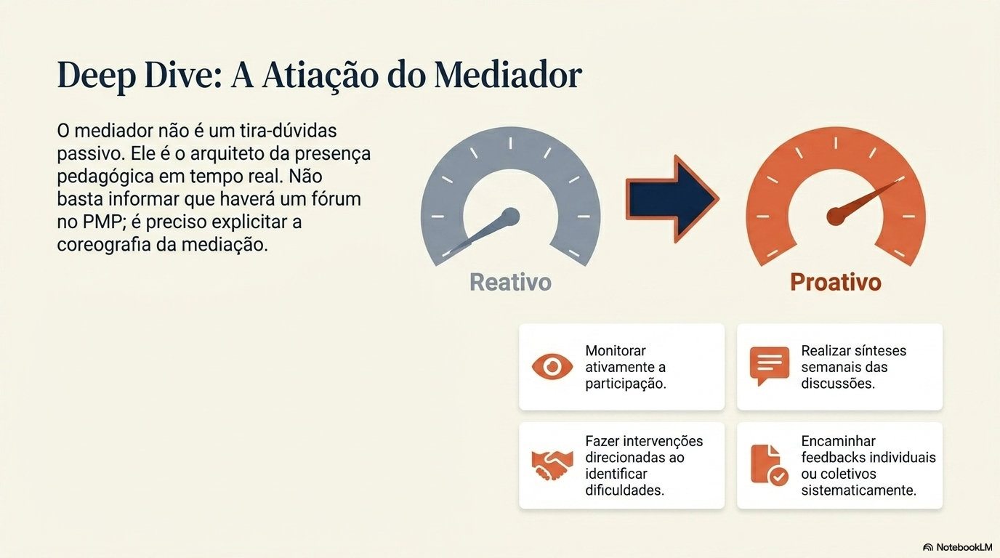 Deep Dive: A Atiação do Mediador
O mediador não é um tira-dúvidas
passivo. Ele é o arquiteto da presença
pedagógica em tempo real. Não
basta informar que haverá um fórum
no PMP; é preciso explicitar a
coreografia da mediação.
Reativo
Proativo
Monitorar
ativamente a
participação.
Realizar sínteses
semanais das
discussões.
Fazer intervenções
direcionadas ao
identificar
dificuldades.
Encaminhar
feedbacks individuais
ou coletivos
sistematicamente.
NotebookLM